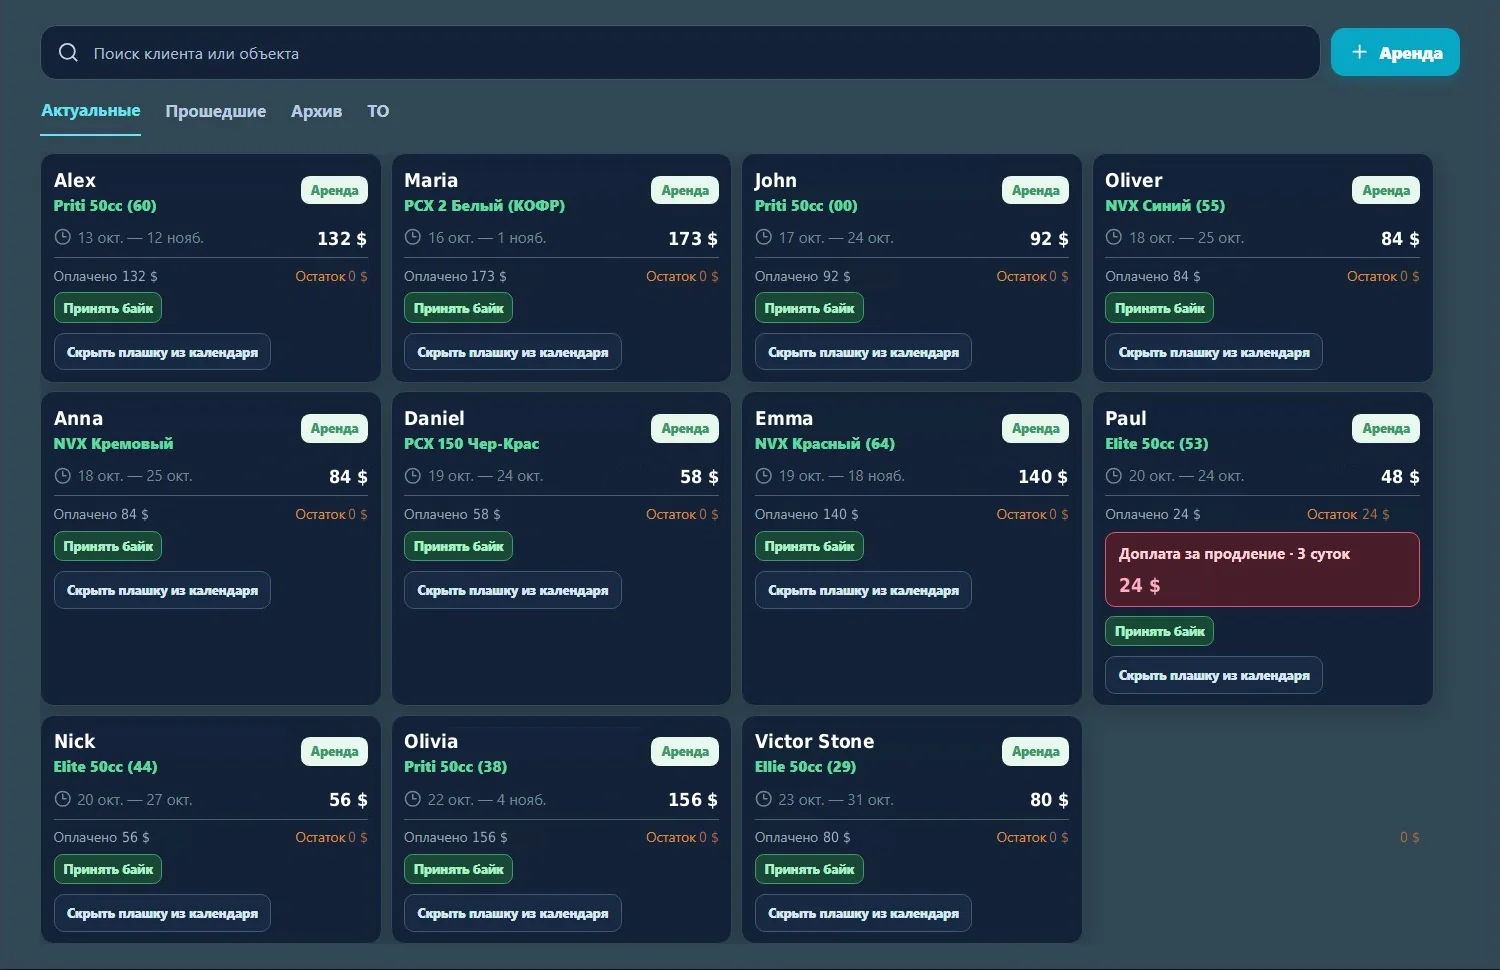 Поиск клиента или объекта
+ Аренда
Актуальные Прошедшие Архив ТО
Alex
Аренда
Priti 50cc (60)
13 окт. — 12 нояб. 132 $
Оплачено 132 $ Остаток 0 $
Принять байк
Скрыть плашку из календаря
Maria
Аренда
PCX 2 Белый (КОФР)
16 окт. — 1 нояб. 173 $
Оплачено 173 $ Остаток 0 $
Принять байк
Скрыть плашку из календаря
John
Аренда
Priti 50cc (00)
17 окт. — 24 окт. 92 $
Оплачено 92 $ Остаток 0 $
Принять байк
Скрыть плашку из календаря
Oliver
Аренда
NVX Синий (55)
18 окт. — 25 окт. 84 $
Оплачено 84 $ Остаток 0 $
Принять байк
Скрыть плашку из календаря
Anna
Аренда
NVX Кремовый
18 окт. — 25 окт. 84 $
Оплачено 84 $ Остаток 0 $
Принять байк
Скрыть плашку из календаря
Daniel
Аренда
PCX 150 Чер-Крас
19 окт. — 24 окт. 58 $
Оплачено 58 $ Остаток 0 $
Принять байк
Скрыть плашку из календаря
Emma
Аренда
NVX Красный (64)
19 окт. — 18 нояб. 140 $
Оплачено 140 $ Остаток 0 $
Принять байк
Скрыть плашку из календаря
Paul
Аренда
Elite 50cc (53)
20 окт. — 24 окт. 48 $
Оплачено 24 $ Остаток 24 $
Доплата за продление · 3 суток
24 $
Принять байк
Скрыть плашку из календаря
Nick
Аренда
Elite 50cc (44)
20 окт. — 27 окт. 56 $
Оплачено 56 $ Остаток 0 $
Принять байк
Скрыть плашку из календаря
Olivia
Аренда
Priti 50cc (38)
22 окт. — 4 нояб. 156 $
Оплачено 156 $ Остаток 0 $
Принять байк
Скрыть плашку из календаря
Victor Stone
Аренда
Ellie 50cc (29)
23 окт. — 31 окт. 80 $
Оплачено 80 $ Остаток 0 $
Принять байк
Скрыть плашку из календаря
0 $